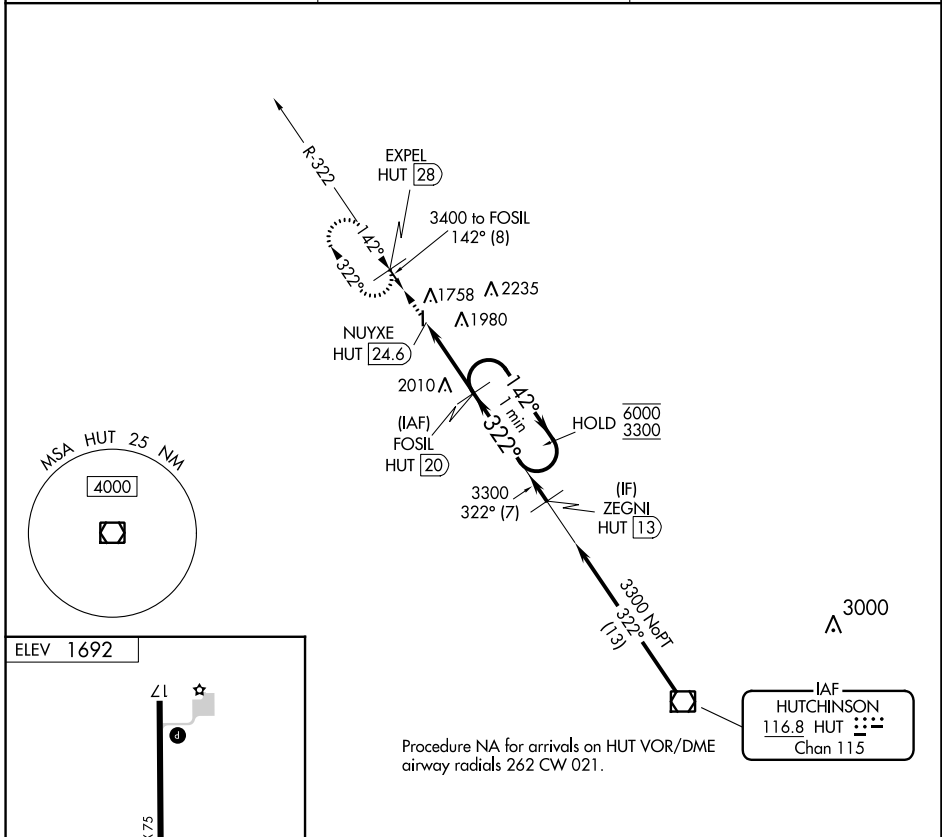 R-322
EXPEL
HUT 28
3400 to FOSIL
142° (8)
142°
322°
1758
2235
1980
NUYXE
HUT 24.6
2010
(IAF)
FOSIL
HUT 20
142°
1 min
322°
HOLD 6000
3300
MSA HUT 25 NM
4000
3300
322° (7)
(IF)
ZEGNI
HUT 13
3300 NoPT
322°
(13)
3000
IAF
HUTCHINSON
116.8 HUT
Chan 115
Procedure NA for arrivals on HUT VOR/DME
airway radials 262 CW 021.
ELEV 1692
17
P
X 75